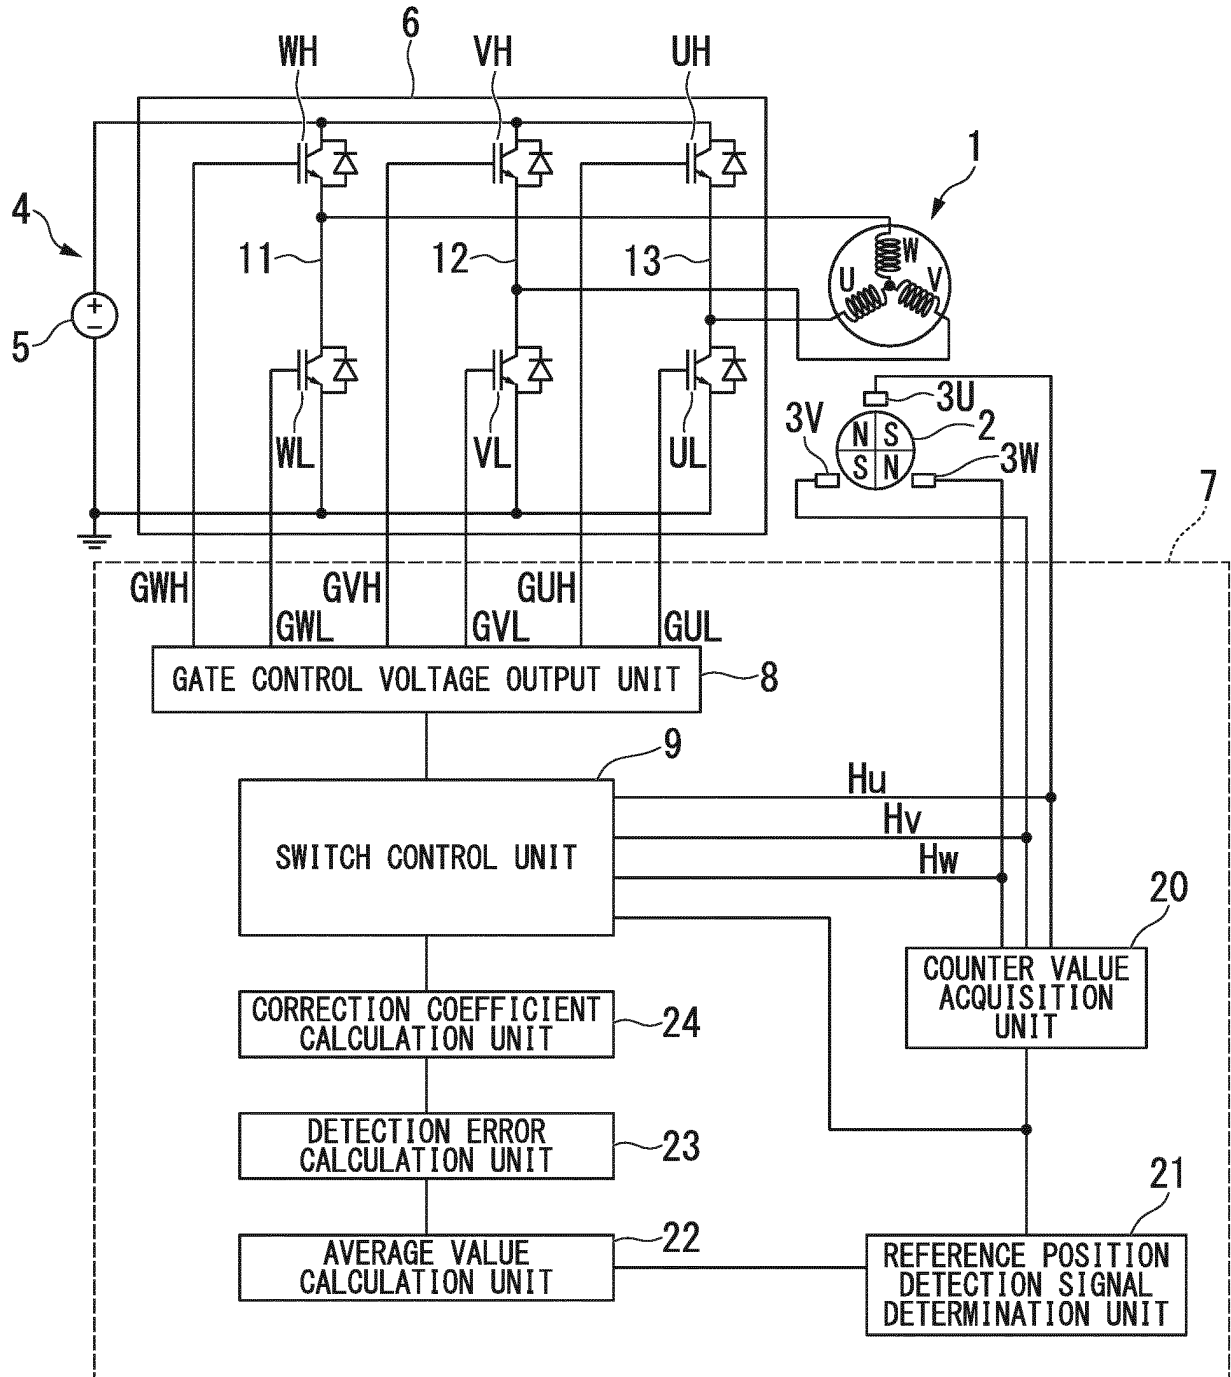 6
WH
VH
UH
1
4
11
12
13
W
U
V
+
−
5
WL
VL
UL
3U
3V
N S
2
S N
3W
7
GWH
GVH
GUH
GWL
GVL
GUL
GATE CONTROL VOLTAGE OUTPUT UNIT
8
9
Hu
Hv
SWITCH CONTROL UNIT
Hw
20
COUNTER VALUE
ACQUISITION
UNIT
CORRECTION COEFFICIENT
CALCULATION UNIT
24
DETECTION ERROR
CALCULATION UNIT
23
21
AVERAGE VALUE
CALCULATION UNIT
22
REFERENCE POSITION
DETECTION SIGNAL
DETERMINATION UNIT